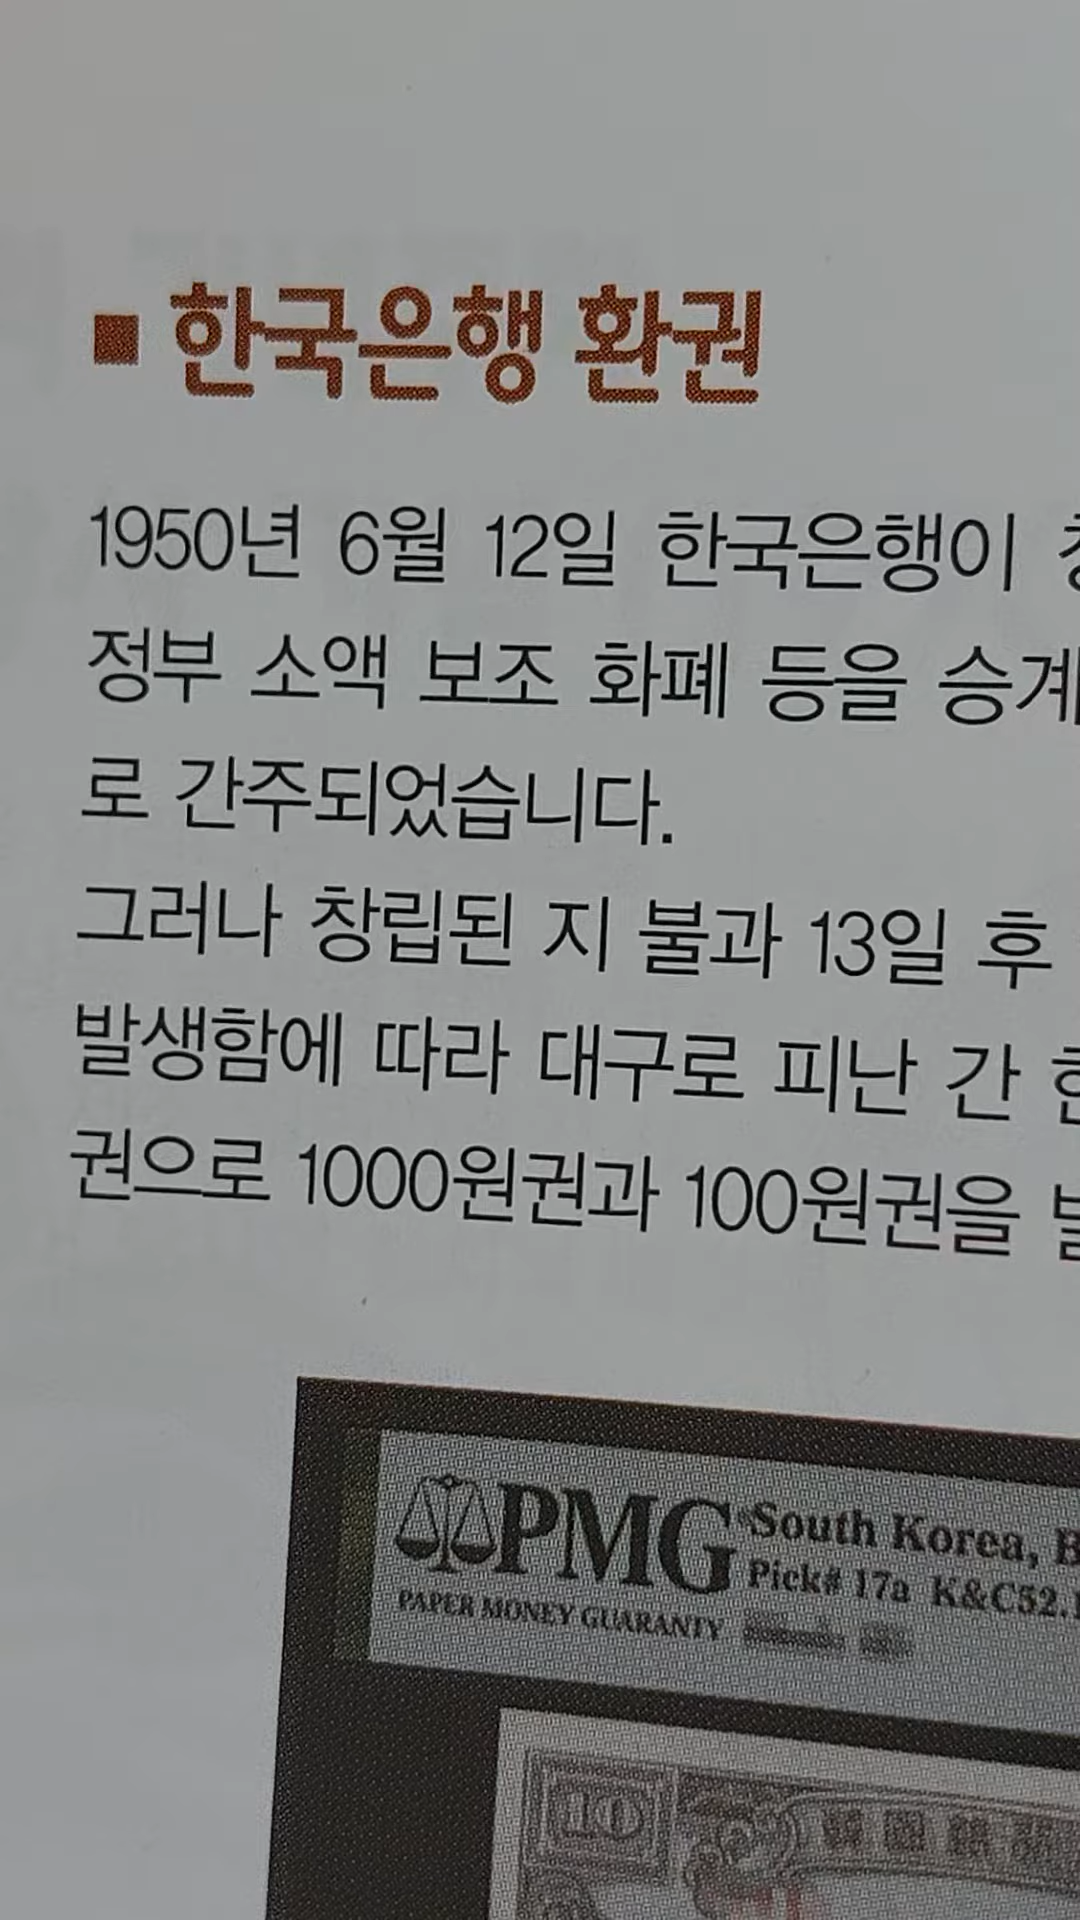 ■ 한국은행 환권
1950년 6월 12일 한국은행이
정부 소액 보조 화폐 등을 승계
로 간주되었습니다.
그러나 창립된 지 불과 13일 후
발생함에 따라 대구로 피난 간
권으로 1000원권과 100원권을
PMG South Korea, B
PAPER MONEY GUARANTY Pick# 17a K&C52.1
10